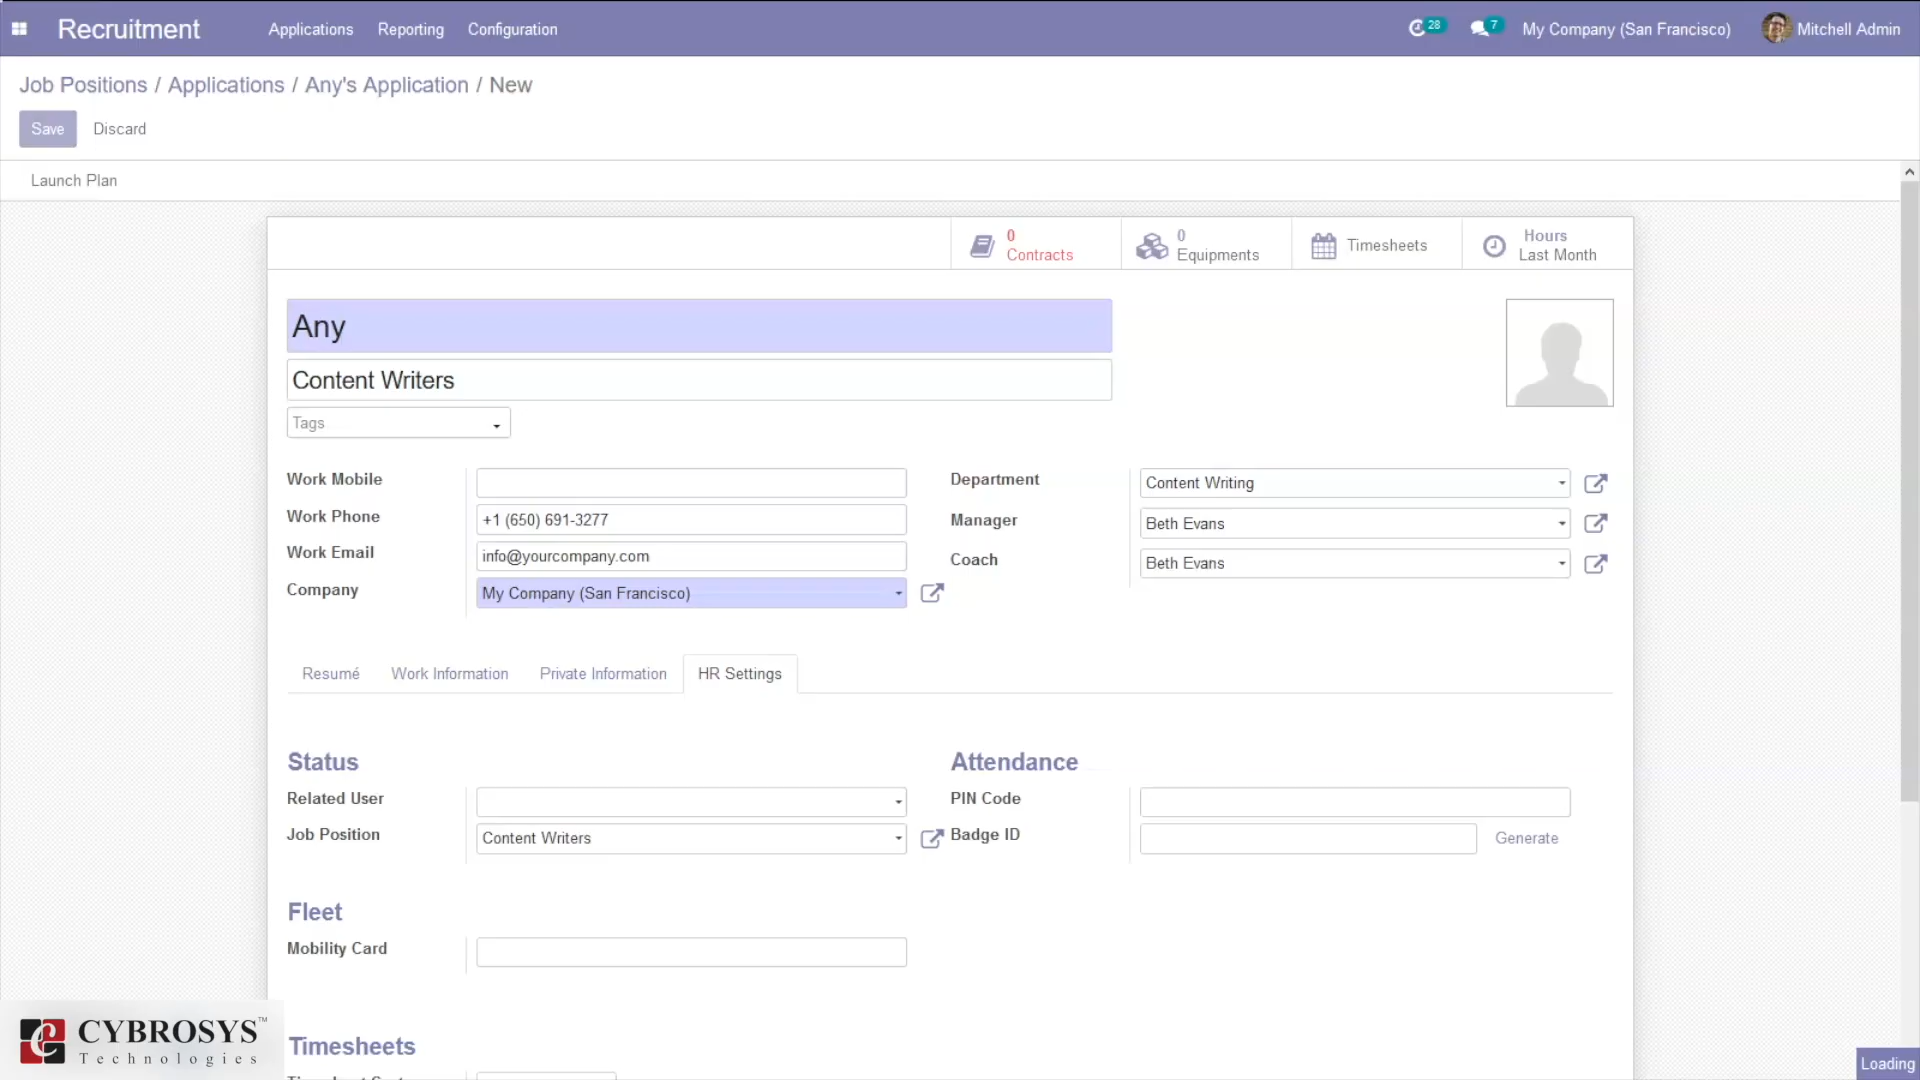 Recruitment
Applications
Reporting
Configuration
28
7
My Company (San Francisco)
Mitchell Admin
Job Positions / Applications / Any's Application / New
Save
Discard
Launch Plan
0
Contracts
0
Equipments
Timesheets
Hours
Last Month
Any
Content Writers
Tags
Work Mobile
Work Phone
+1 (650) 691-3277
Work Email
info@yourcompany.com
Company
My Company (San Francisco)
Department
Content Writing
Manager
Beth Evans
Coach
Beth Evans
Resumé
Work Information
Private Information
HR Settings
Status
Related User
Job Position
Content Writers
Attendance
PIN Code
Badge ID
Generate
Fleet
Mobility Card
Timesheets
CYBROSYS™
Technologies
Loading